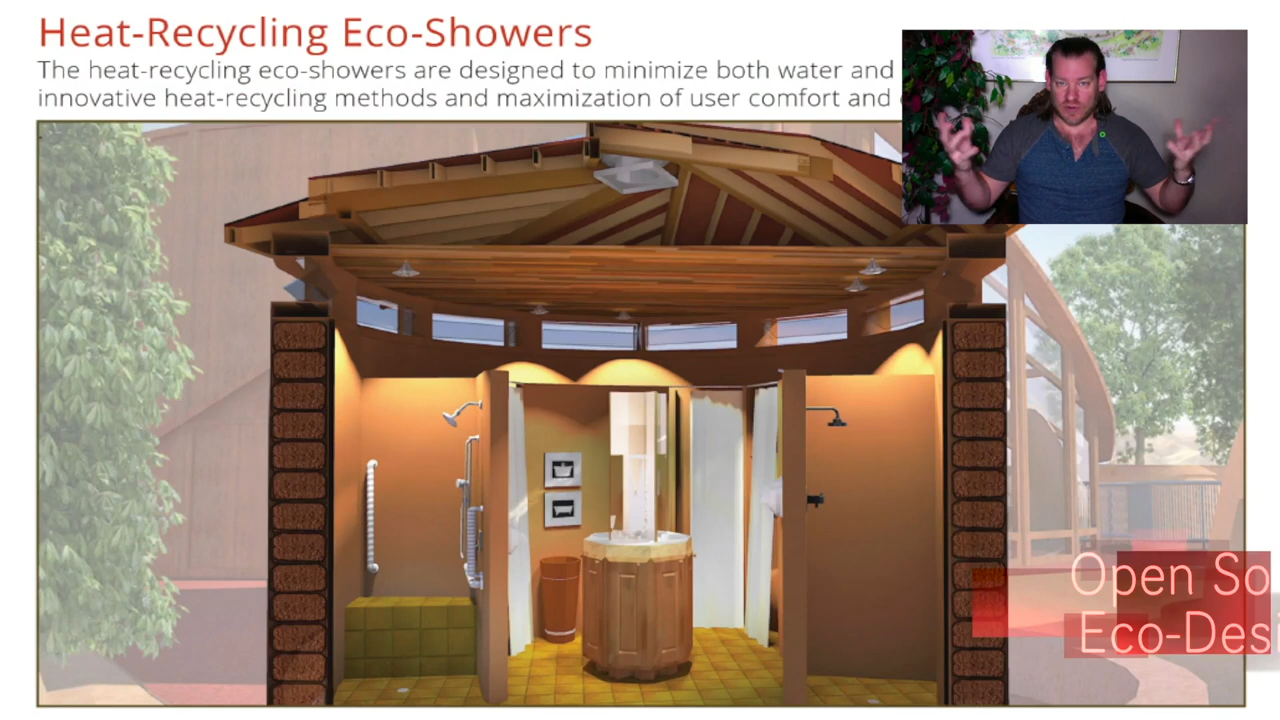 Heat-Recycling Eco-Showers
The heat-recycling eco-showers are designed to minimize both water and
innovative heat-recycling methods and maximization of user comfort and
Open So
Eco-Desi